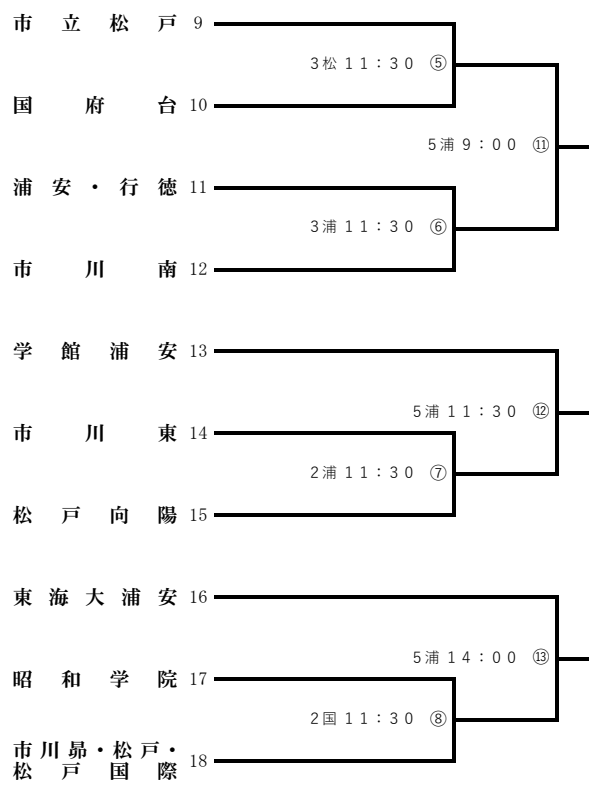 市立松戸 9
3松 11:30 ⑤
国府台 10
5浦 9:00 ⑪
浦安・行徳 11
3浦 11:30 ⑥
市川南 12
学館浦安 13
5浦 11:30 ⑫
市川東 14
2浦 11:30 ⑦
松戸向陽 15
東海大浦安 16
5浦 14:00 ⑬
昭和学院 17
2国 11:30 ⑧
市川昴・松戸・
松戸国際 18